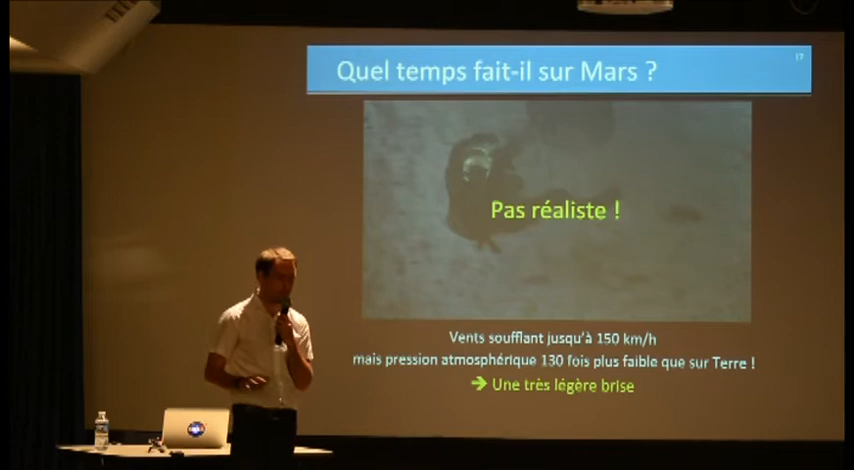 Quel temps fait-il sur Mars ?
17
Pas réaliste !
Vents soufflant jusqu'à 150 km/h
mais pression atmosphérique 130 fois plus faible que sur Terre !
➔ Une très légère brise